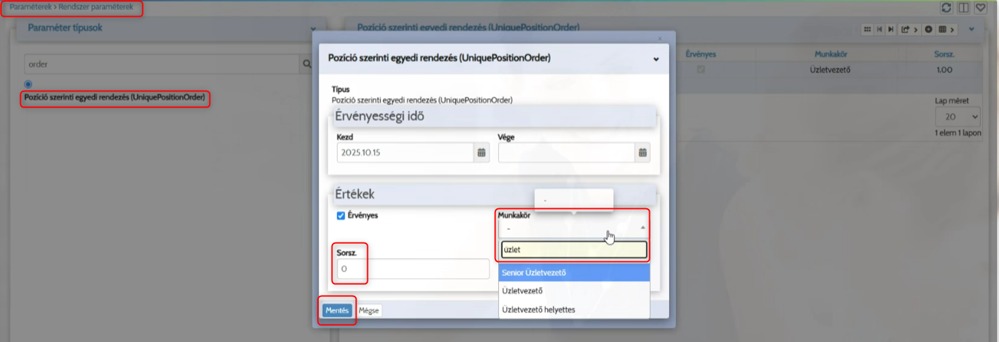 Paraméterek > Rendszer paraméterek
Paraméter típusok
order
Pozíció szerinti egyedi rendezés (UniquePositionOrder)
Pozíció szerinti egyedi rendezés (UniquePositionOrder)
Érvényes Munkakör Sorsz.
Üzletvezető 1.00
Lap méret
20
1 elem 1 lapon
Pozíció szerinti egyedi rendezés (UniquePositionOrder)
Típus
Pozíció szerinti egyedi rendezés (UniquePositionOrder)
Érvényességi idő
Kezd Vége
2025.10.15
Értékek
-
Érvényes
Munkakör
-
üzlet
Sorsz.
0
Senior Üzletvezető
Üzletvezető
Üzletvezető helyettes
Mentés Mégse